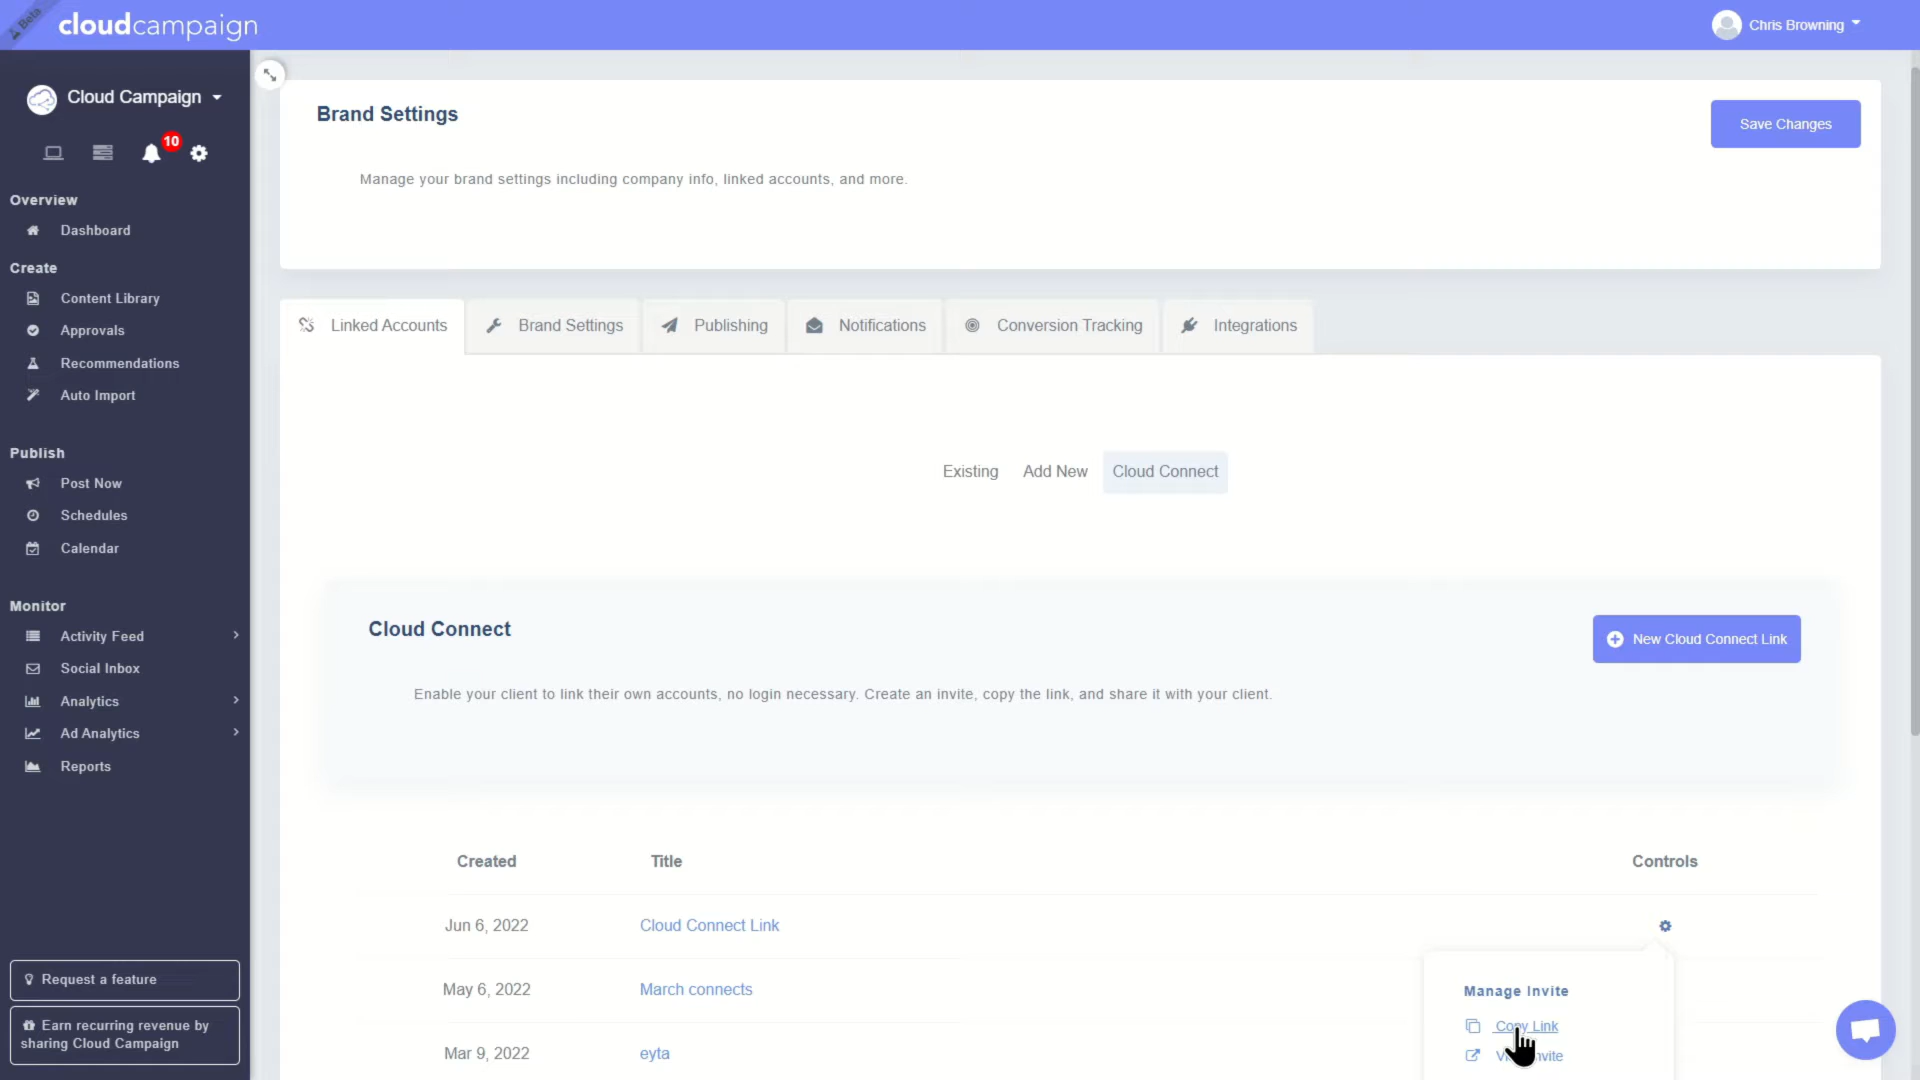 Beta
cloudcampaign
Chris Browning
Cloud Campaign
10
Overview
Dashboard
Create
Content Library
Approvals
Recommendations
Auto Import
Publish
Post Now
Schedules
Calendar
Monitor
Activity Feed
Social Inbox
Analytics
Ad Analytics
Reports
Request a feature
Earn recurring revenue by
sharing Cloud Campaign
Brand Settings
Save Changes
Manage your brand settings including company info, linked accounts, and more.
Linked Accounts
Brand Settings
Publishing
Notifications
Conversion Tracking
Integrations
Existing
Add New
Cloud Connect
Cloud Connect
New Cloud Connect Link
Enable your client to link their own accounts, no login necessary. Create an invite, copy the link, and share it with your client.
Created Title Controls
Jun 6, 2022 Cloud Connect Link
May 6, 2022 March connects
Mar 9, 2022 eyta
Manage Invite
Copy Link
View Invite